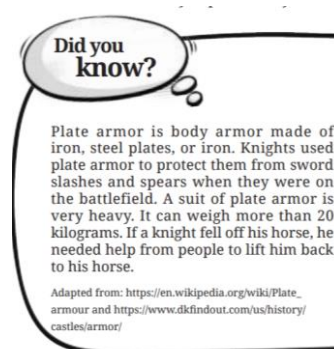 Did you
know?
Plate armor is body armor made of
iron, steel plates, or iron. Knights used
plate armor to protect them from sword
slashes and spears when they were on
the battlefield. A suit of plate armor is
very heavy. It can weigh more than 20
kilograms. If a knight fell off his horse, he
needed help from people to lift him back
to his horse.
Adapted from: https://en.wikipedia.org/wiki/Plate_
armour and https://www.dkfindout.com/us/history/
castles/armor/